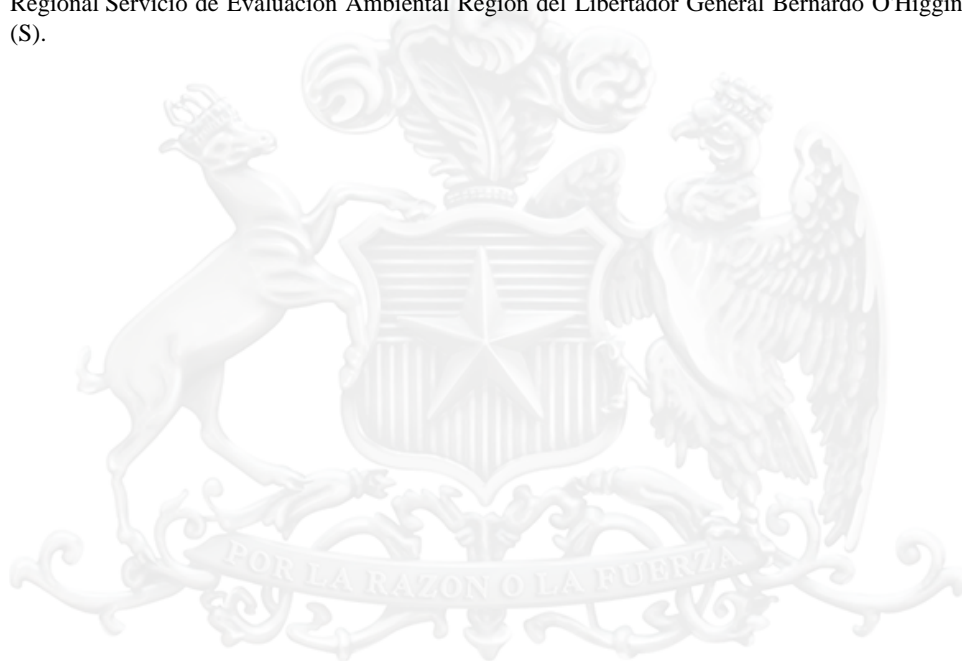 Regional Servicio de Evaluación Ambiental Región del Libertador General Bernardo O'Higgin
(S).
POR LA RAZON O LA FUERZA